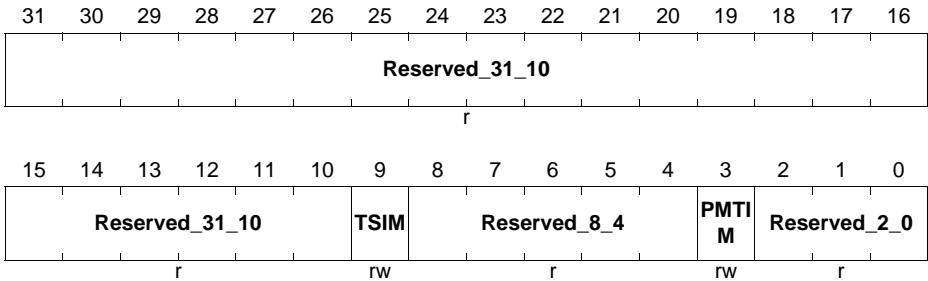 31 30 29 28 27 26 25 24 23 22 21 20 19 18 17 16
Reserved_31_10
r
15 14 13 12 11 10 9 8 7 6 5 4 3 2 1 0
Reserved_31_10 TSIM Reserved_8_4 PMTI M Reserved_2_0
r rw r rw r